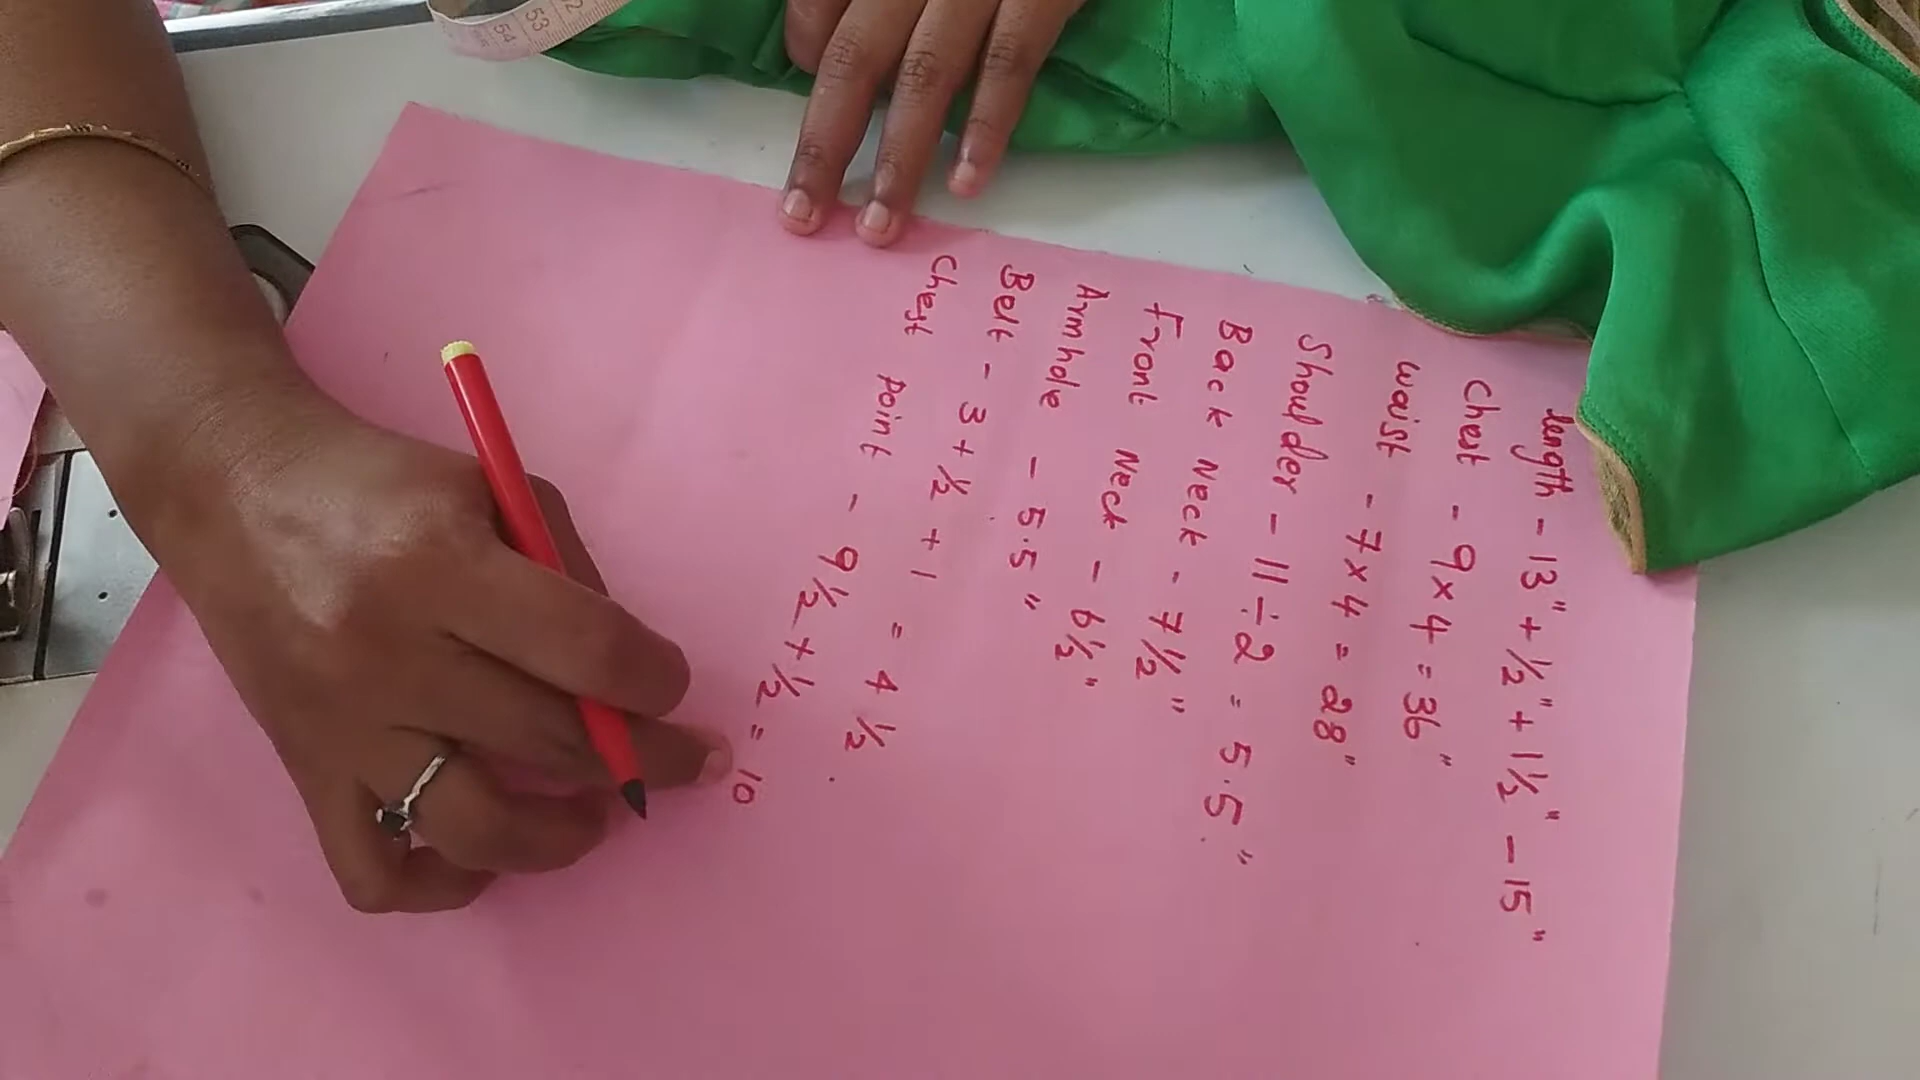 Length - 13" + 1/2" + 1 1/2" - 15"
Chest - 9 x 4 = 36"
Waist - 7 x 4 = 28"
Shoulder - 11 ÷ 2 = 5.5"
Back Neck - 7 1/2"
Front Neck - 6 1/2"
Armhole - 5.5"
Belt - 3 + 1/2 + 1 = 4 1/2.
Chest point - 9 1/2 + 1/2 = 10
53
54